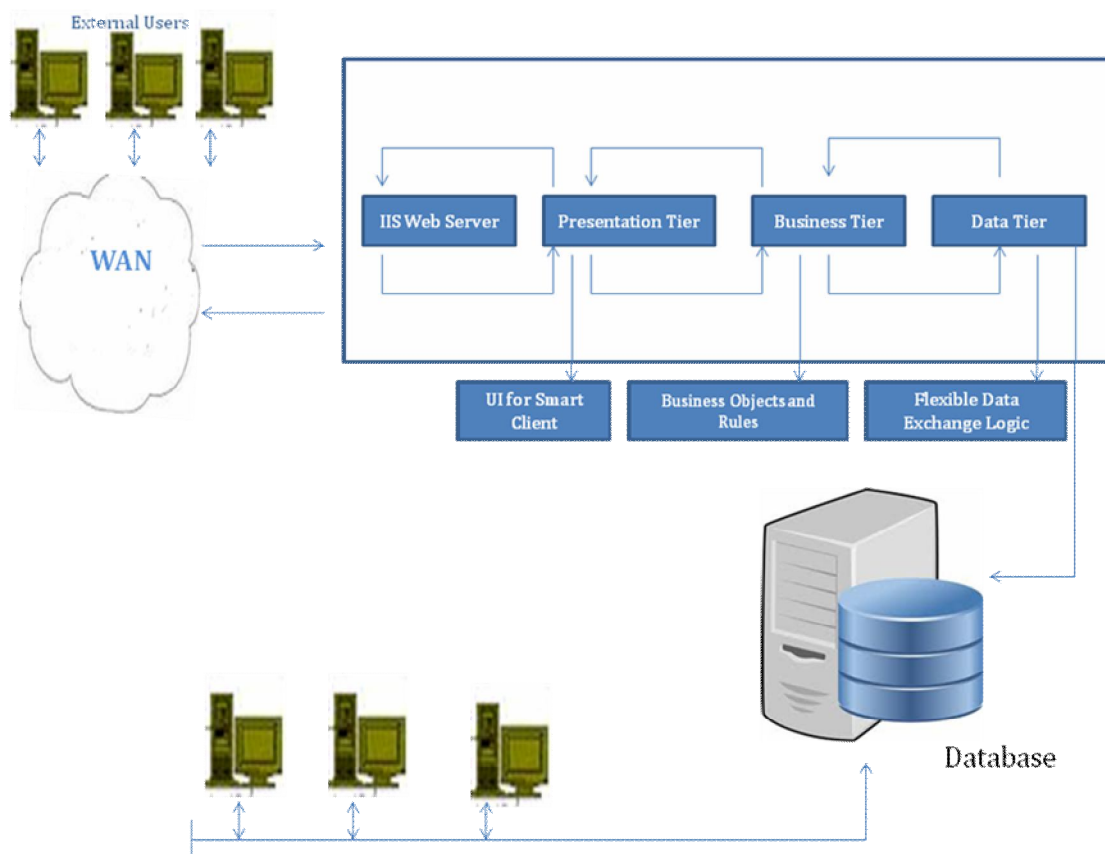 External Users
WAN
IIS Web Server
Presentation Tier
Business Tier
Data Tier
UI for Smart
Client
Business Objects and
Rules
Flexible Data
Exchange Logic
Database